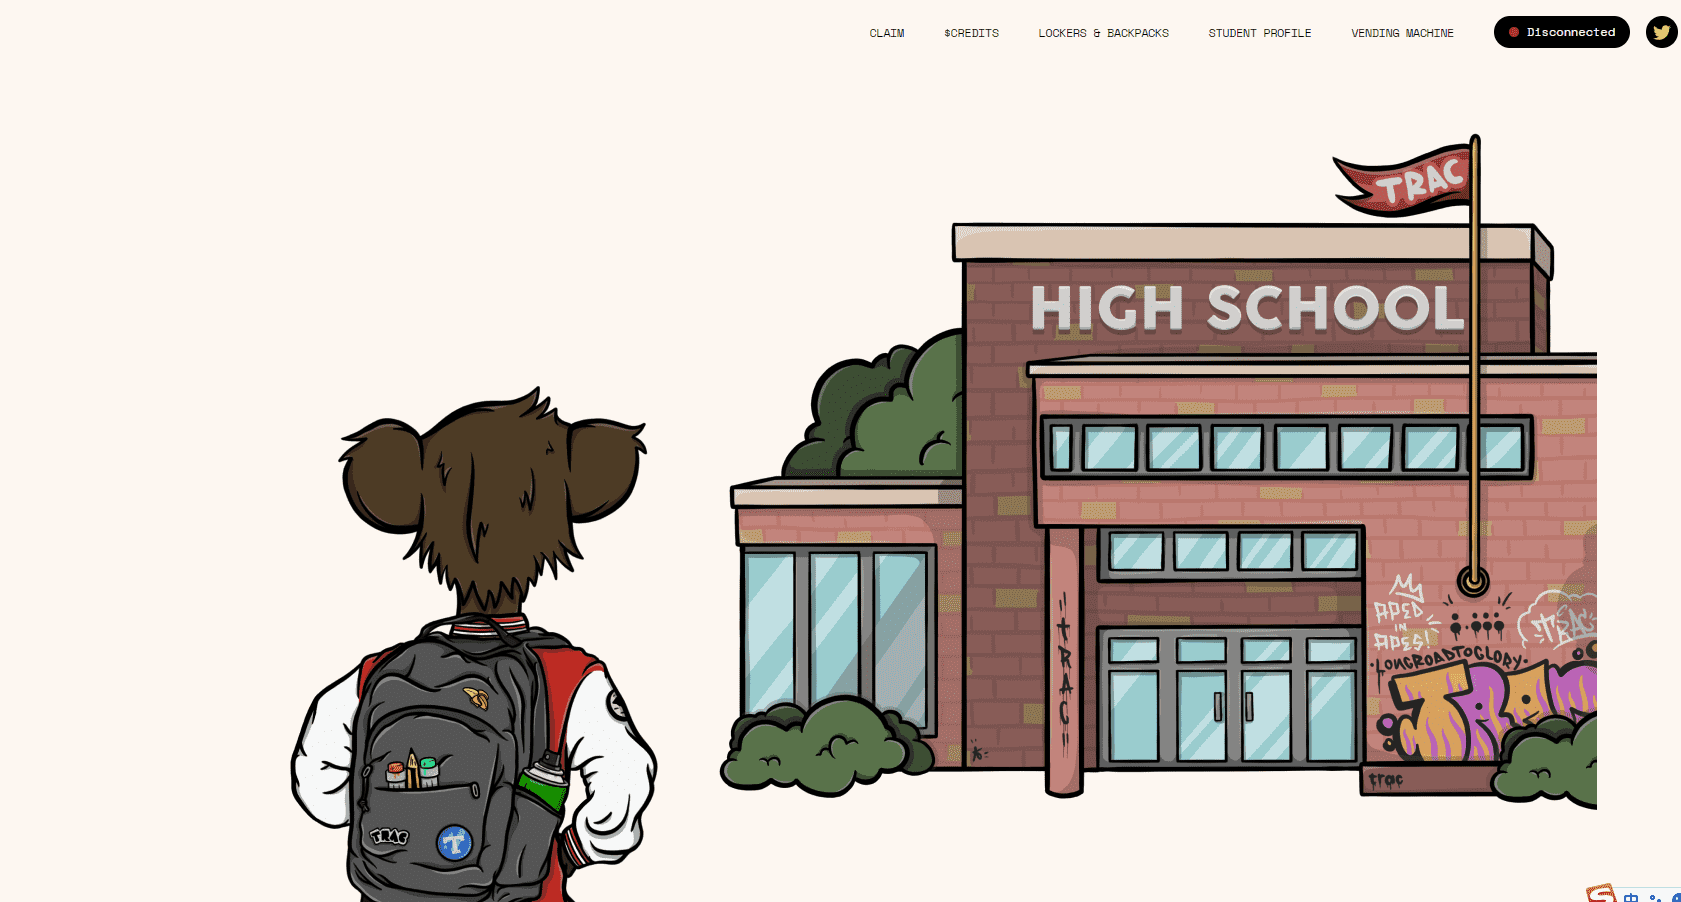 CLAIM
$CREDITS
LOCKERS & BACKPACKS
STUDENT PROFILE
VENDING MACHINE
Disconnected
TRAC
HIGH SCHOOL
APED
IN
APES!
LONGROADTOGLORY
TRAC
trac
TRAC
T
中